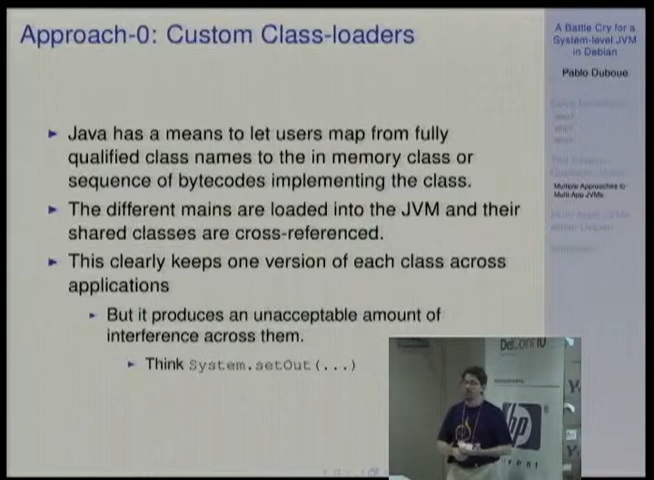 Approach-0: Custom Class-loaders
A Battle Cry for a
System-level JVM
in Debian
Pablo Duboue
Java has a means to let users map from fully
qualified class names to the in memory class or
sequence of bytecodes implementing the class.
The different mains are loaded into the JVM and their
shared classes are cross-referenced.
This clearly keeps one version of each class across
applications
But it produces an unacceptable amount of
interference across them.
Think System.setOut(...)
Multiple Approaches to
Multi-App JVMs
hp